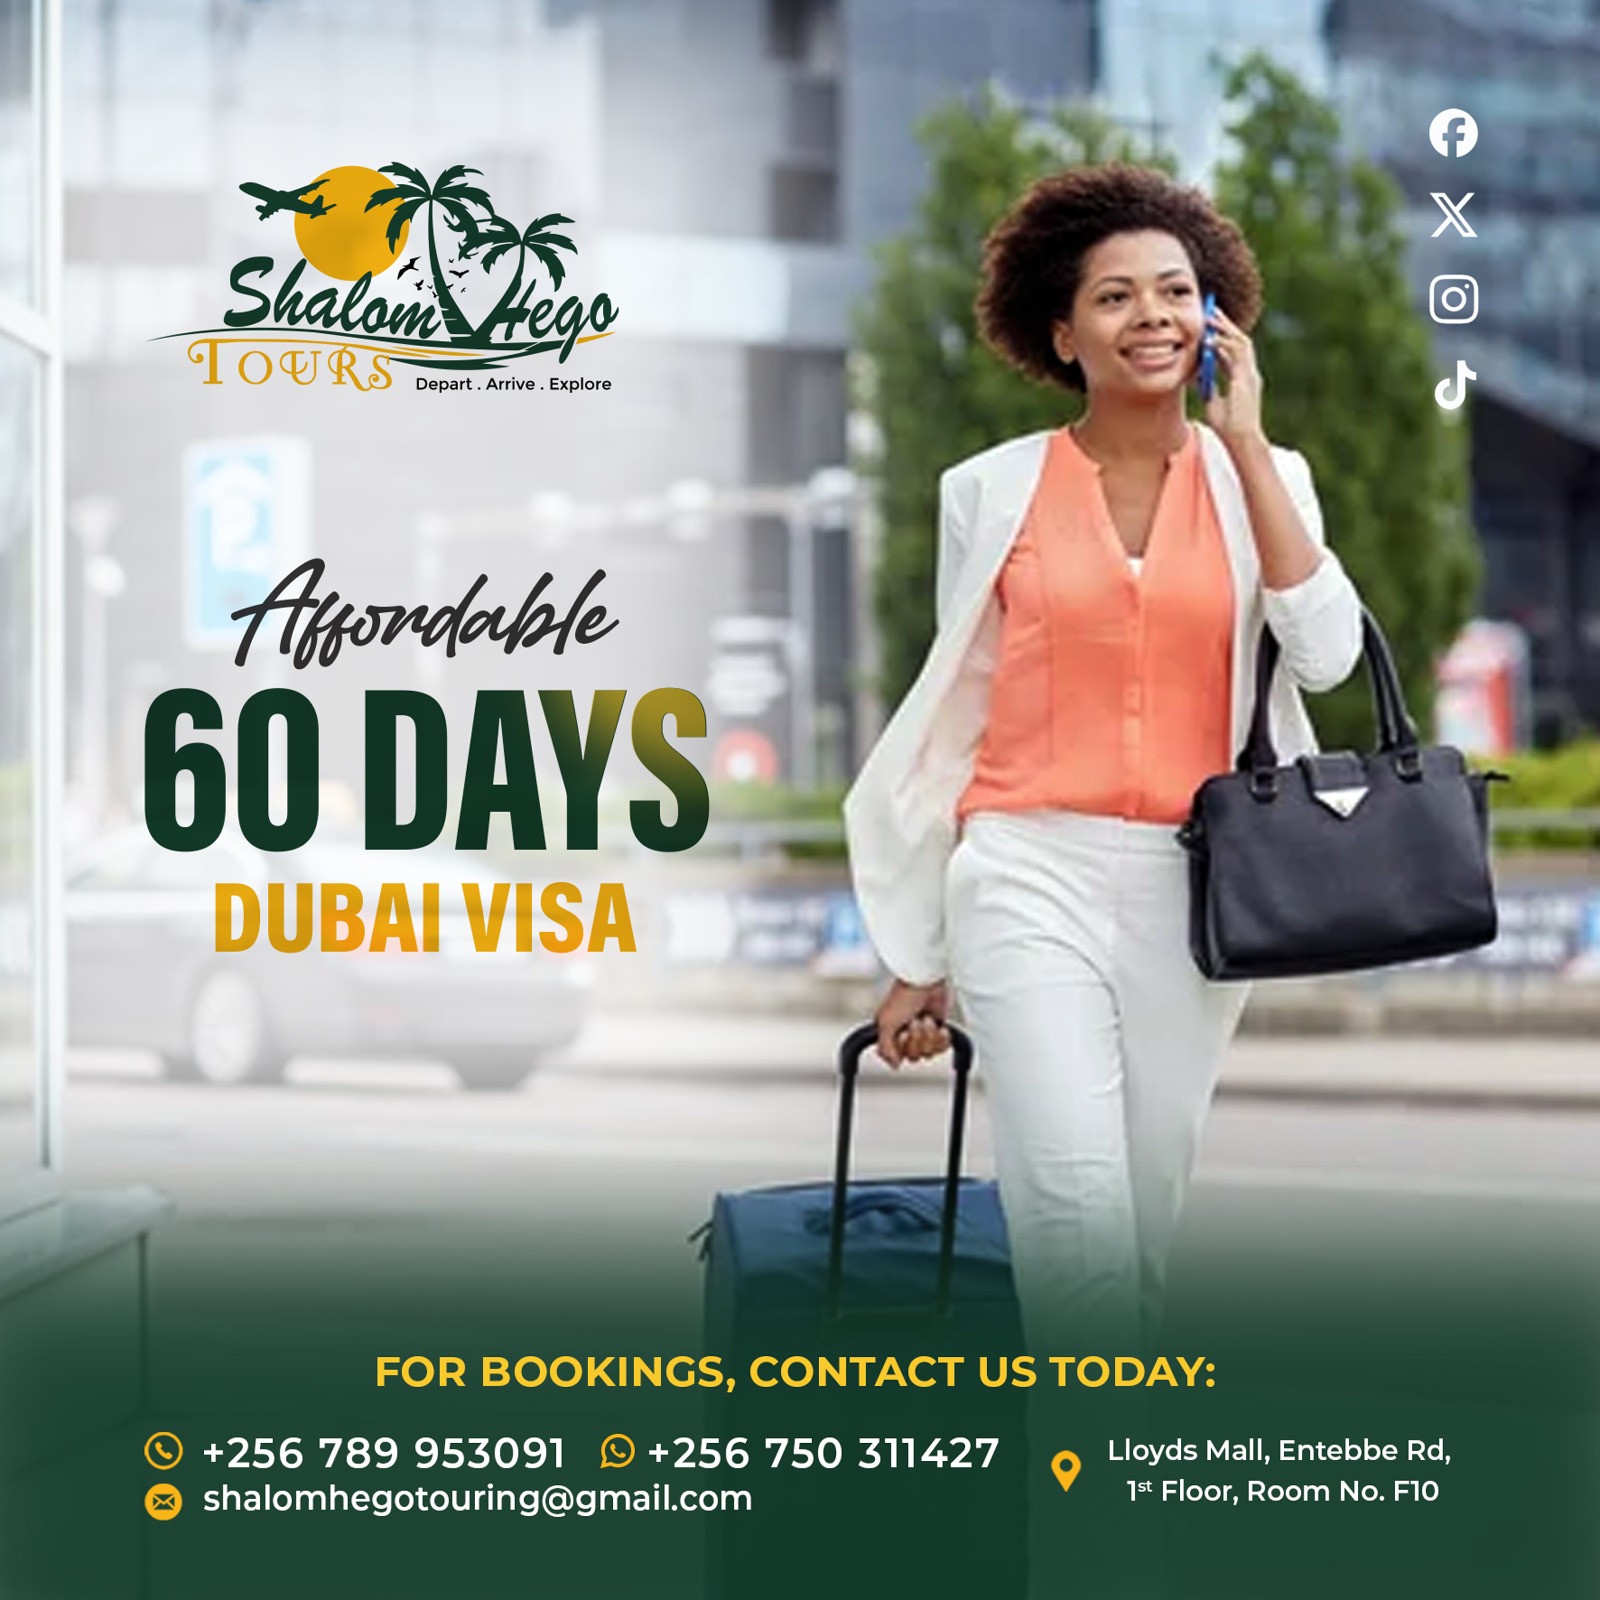 Shalom Hego
TOURS
Depart . Arrive . Explore
Affordable
60 DAYS
DUBAI VISA
FOR BOOKINGS, CONTACT US TODAY:
+256 789 953091
+256 750 311427
shalomhegotouring@gmail.com
Lloyds Mall, Entebbe Rd,
1st Floor, Room No. F10